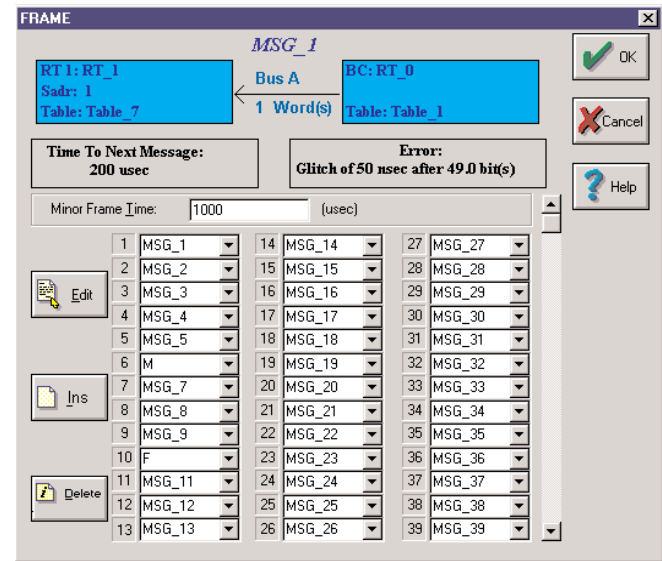 FRAME
MSG_1
RT 1: RT_1
Sadr: 1
Table: Table_7
Bus A
1 Word(s)
BC: RT_0
Table: Table_1
OK
Cancel
Help
Time To Next Message:
200 usec
Error:
Glitch of 50 nsec after 49.0 bit(s)
Minor Frame Time: 1000 (usec)
Edit
Ins
Delete
1 MSG_1 14 MSG_14 27 MSG_27
2 MSG_2 15 MSG_15 28 MSG_28
3 MSG_3 16 MSG_16 29 MSG_29
4 MSG_4 17 MSG_17 30 MSG_30
5 MSG_5 18 MSG_18 31 MSG_31
6 M 19 MSG_19 32 MSG_32
7 MSG_7 20 MSG_20 33 MSG_33
8 MSG_8 21 MSG_21 34 MSG_34
9 MSG_9 22 MSG_22 35 MSG_35
10 F 23 MSG_23 36 MSG_36
11 MSG_11 24 MSG_24 37 MSG_37
12 MSG_12 25 MSG_25 38 MSG_38
13 MSG_13 26 MSG_26 39 MSG_39